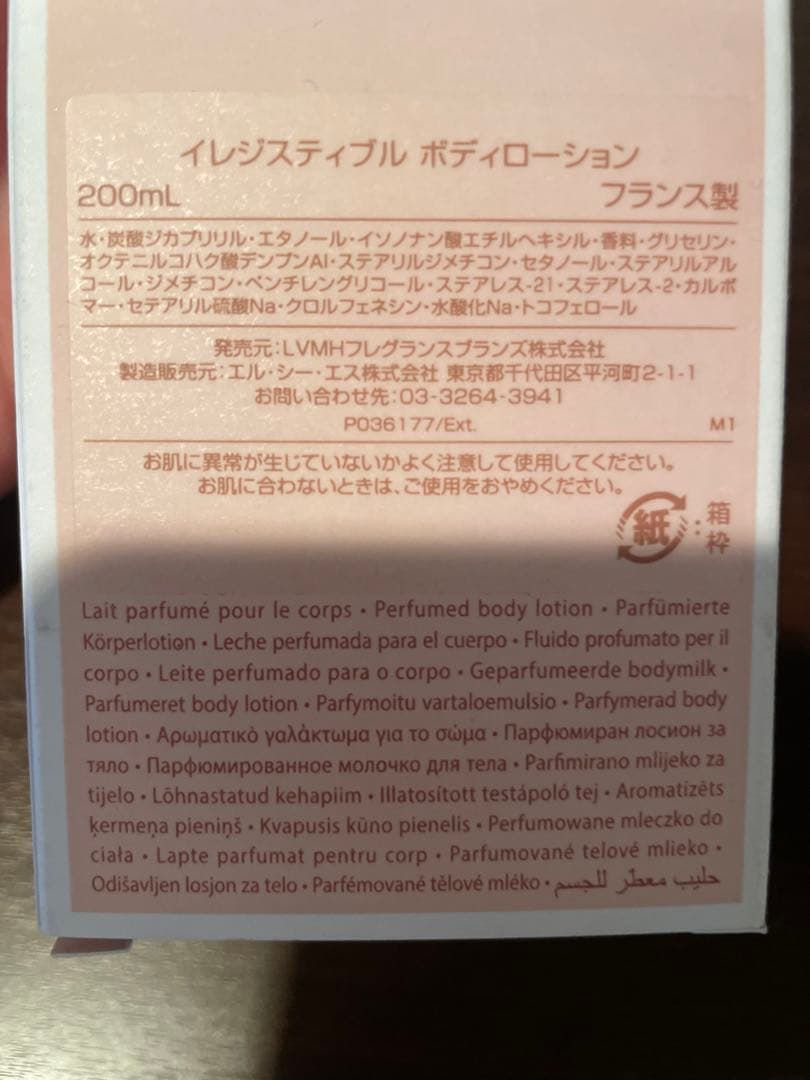 イレジスティブル ボディローション
200mL フランス製
水・炭酸ジカプリリル・エタノール・イソノナン酸エチルヘキシル・香料・グリセリン・
オクテニルコハク酸デンプンAl・ステアリルジメチコン・セタノール・ステアリルアル
コール・ジメチコン・ペンチレングリコール・ステアレス-21・ステアレス-2・カルボ
マー・セテアリル硫酸Na・クロルフェネシン・水酸化Na・トコフェロール
発売元:LVMHフレグランスブランズ株式会社
製造販売元:エル・シー・エス株式会社 東京都千代田区平河町2-1-1
お問い合わせ先:03-3264-3941
P036177/Ext. M1
お肌に異常が生じていないかよく注意して使用してください。
お肌に合わないときは、ご使用をおやめください。
紙:箱
枠
Lait parfumé pour le corps • Perfumed body lotion • Parfümierte
Körperlotion • Leche perfumada para el cuerpo • Fluido profumato per il
corpo • Leite perfumado para o corpo • Geparfumeerde bodymilk •
Parfumeret body lotion • Parfymoitu vartaloemulsio • Parfymerad body
lotion • Αρωματικό γαλάκτωμα για το σώμα • Парфюмиран лосион за
тяло • Парфюмированное молочко для тела • Parfimirano mlijeko za
tijelo • Lõhnastatud kehapiim • Illatosított testápoló tej • Aromatizēts
ķermeņa pieniņš • Kvapusis kūno pienelis • Perfumowane mleczko do
ciała • Lapte parfumat pentru corp • Parfumované telové mlieko •
Odišavljen losjon za telo • Parfémované tělové mléko • حليب معطّر للجسم